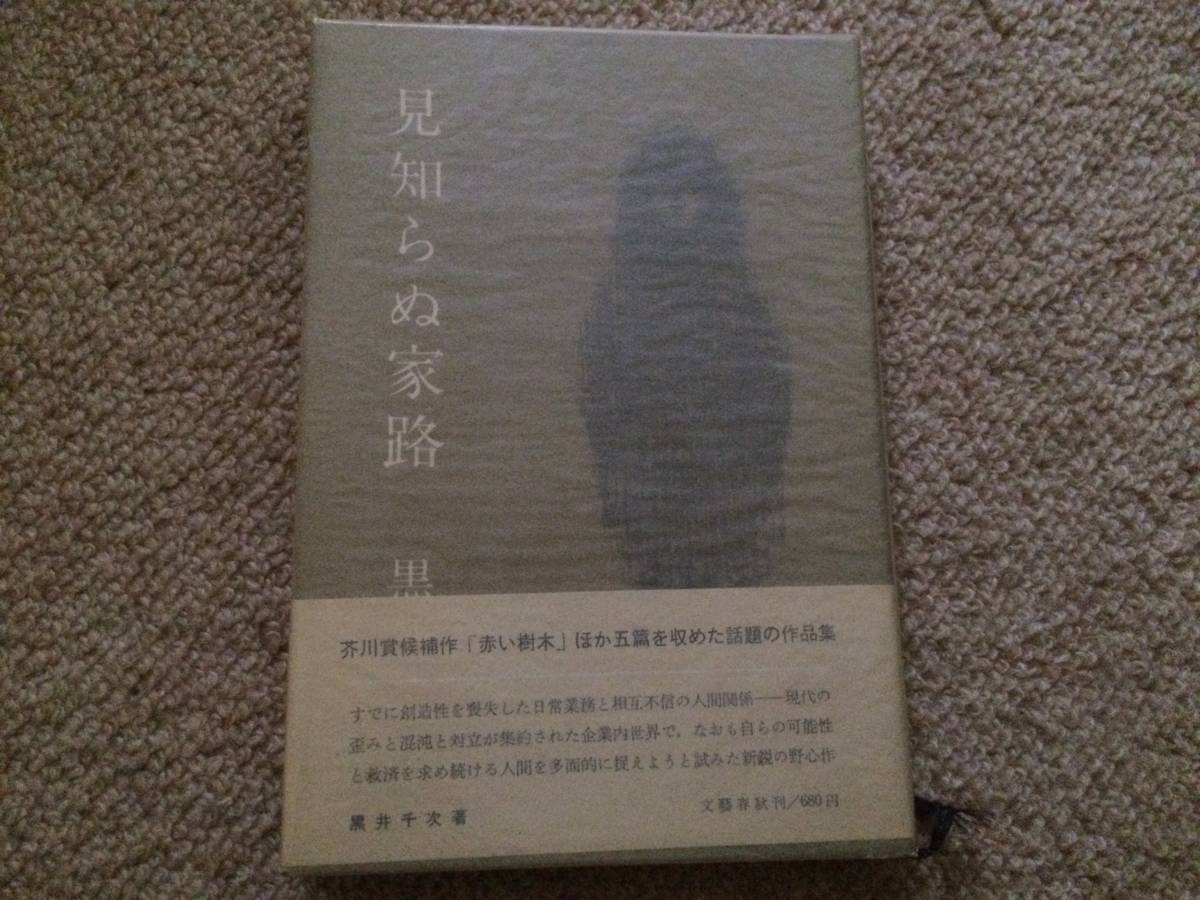 見知らぬ家路 黒
芥川賞候補作「赤い樹木」ほか五篇を収めた話題の作品集
すでに創造性を喪失した日常業務と相互不信の人間関係――現代の
歪みと混沌と対立が集約された企業内世界で，なおも自らの可能性
と救済を求め続ける人間を多面的に捉えようと試みた新鋭の野心作
黒井千次著
文藝春秋刊/680円